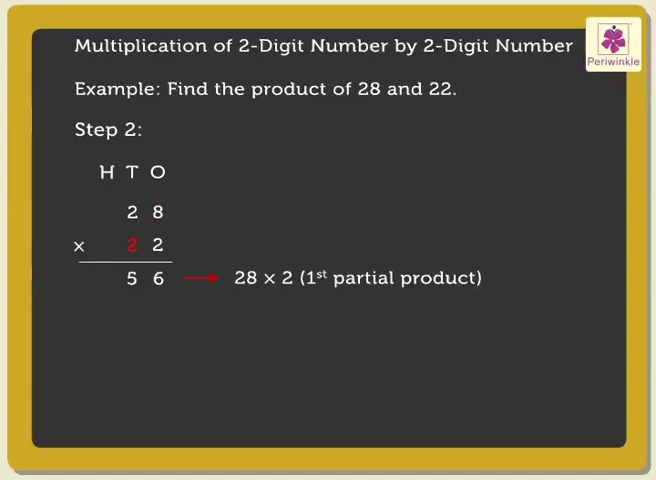 Multiplication of 2-Digit Number by 2-Digit Number
Periwinkle
Example: Find the product of 28 and 22.
Step 2:
H T O
2 8
× 2 2
5 6 → 28 × 2 (1st partial product)